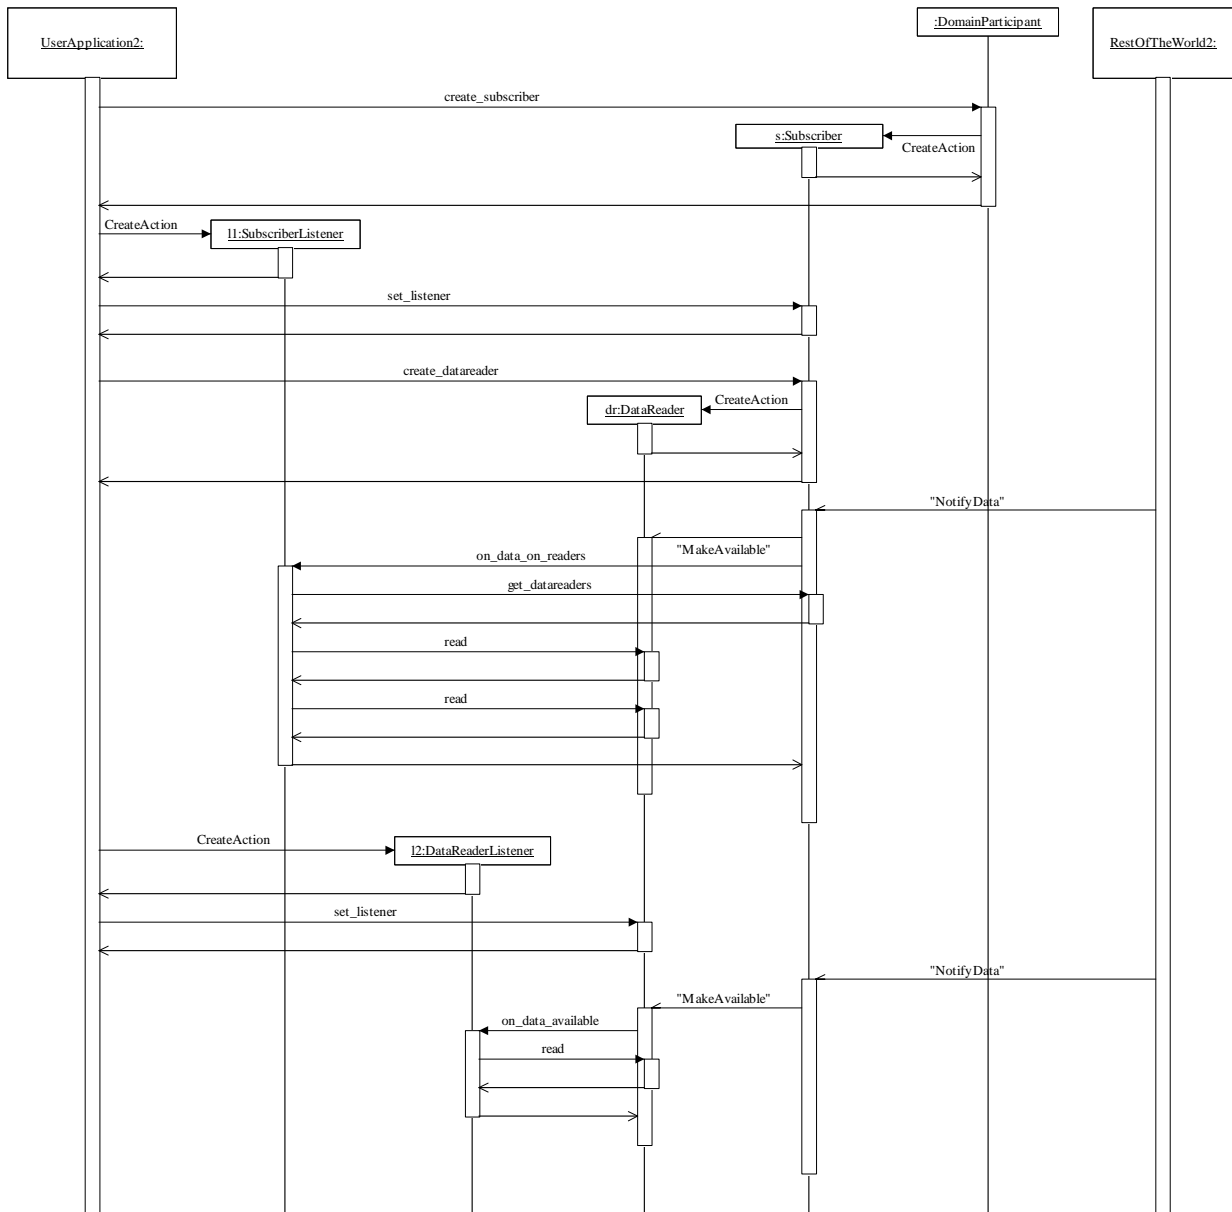 :DomainParticipant
UserApplication2:
RestOfTheWorld2:
create_subscriber
s:Subscriber
CreateAction
CreateAction
l1:SubscriberListener
set_listener
create_datareader
CreateAction
dr:DataReader
"NotifyData"
"MakeAvailable"
on_data_on_readers
get_datareaders
read
read
CreateAction
l2:DataReaderListener
set_listener
"NotifyData"
"MakeAvailable"
on_data_available
read